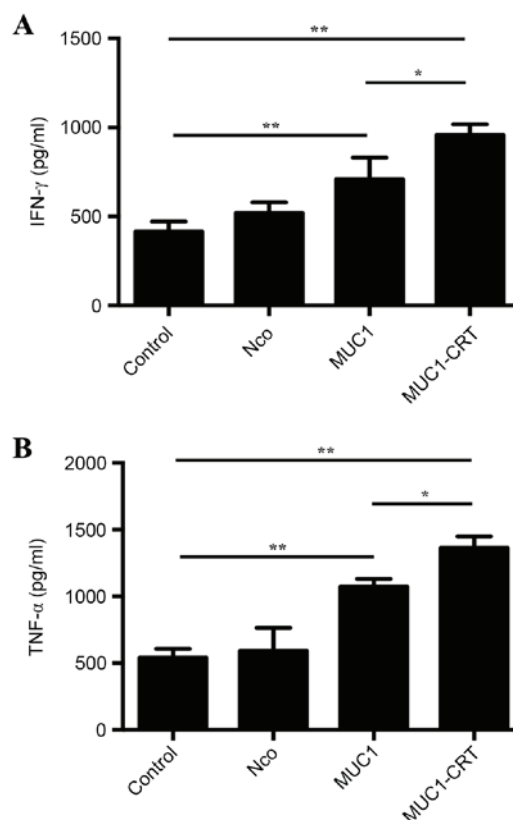 A
1500
**
*
1000
**
IFN-γ (pg/ml)
500
0
Control
Nco
MUC1
MUC1-CRT
B
2000
**
*
1500
**
1000
TNF-α (pg/ml)
500
0
Control
Nco
MUC1
MUC1-CRT